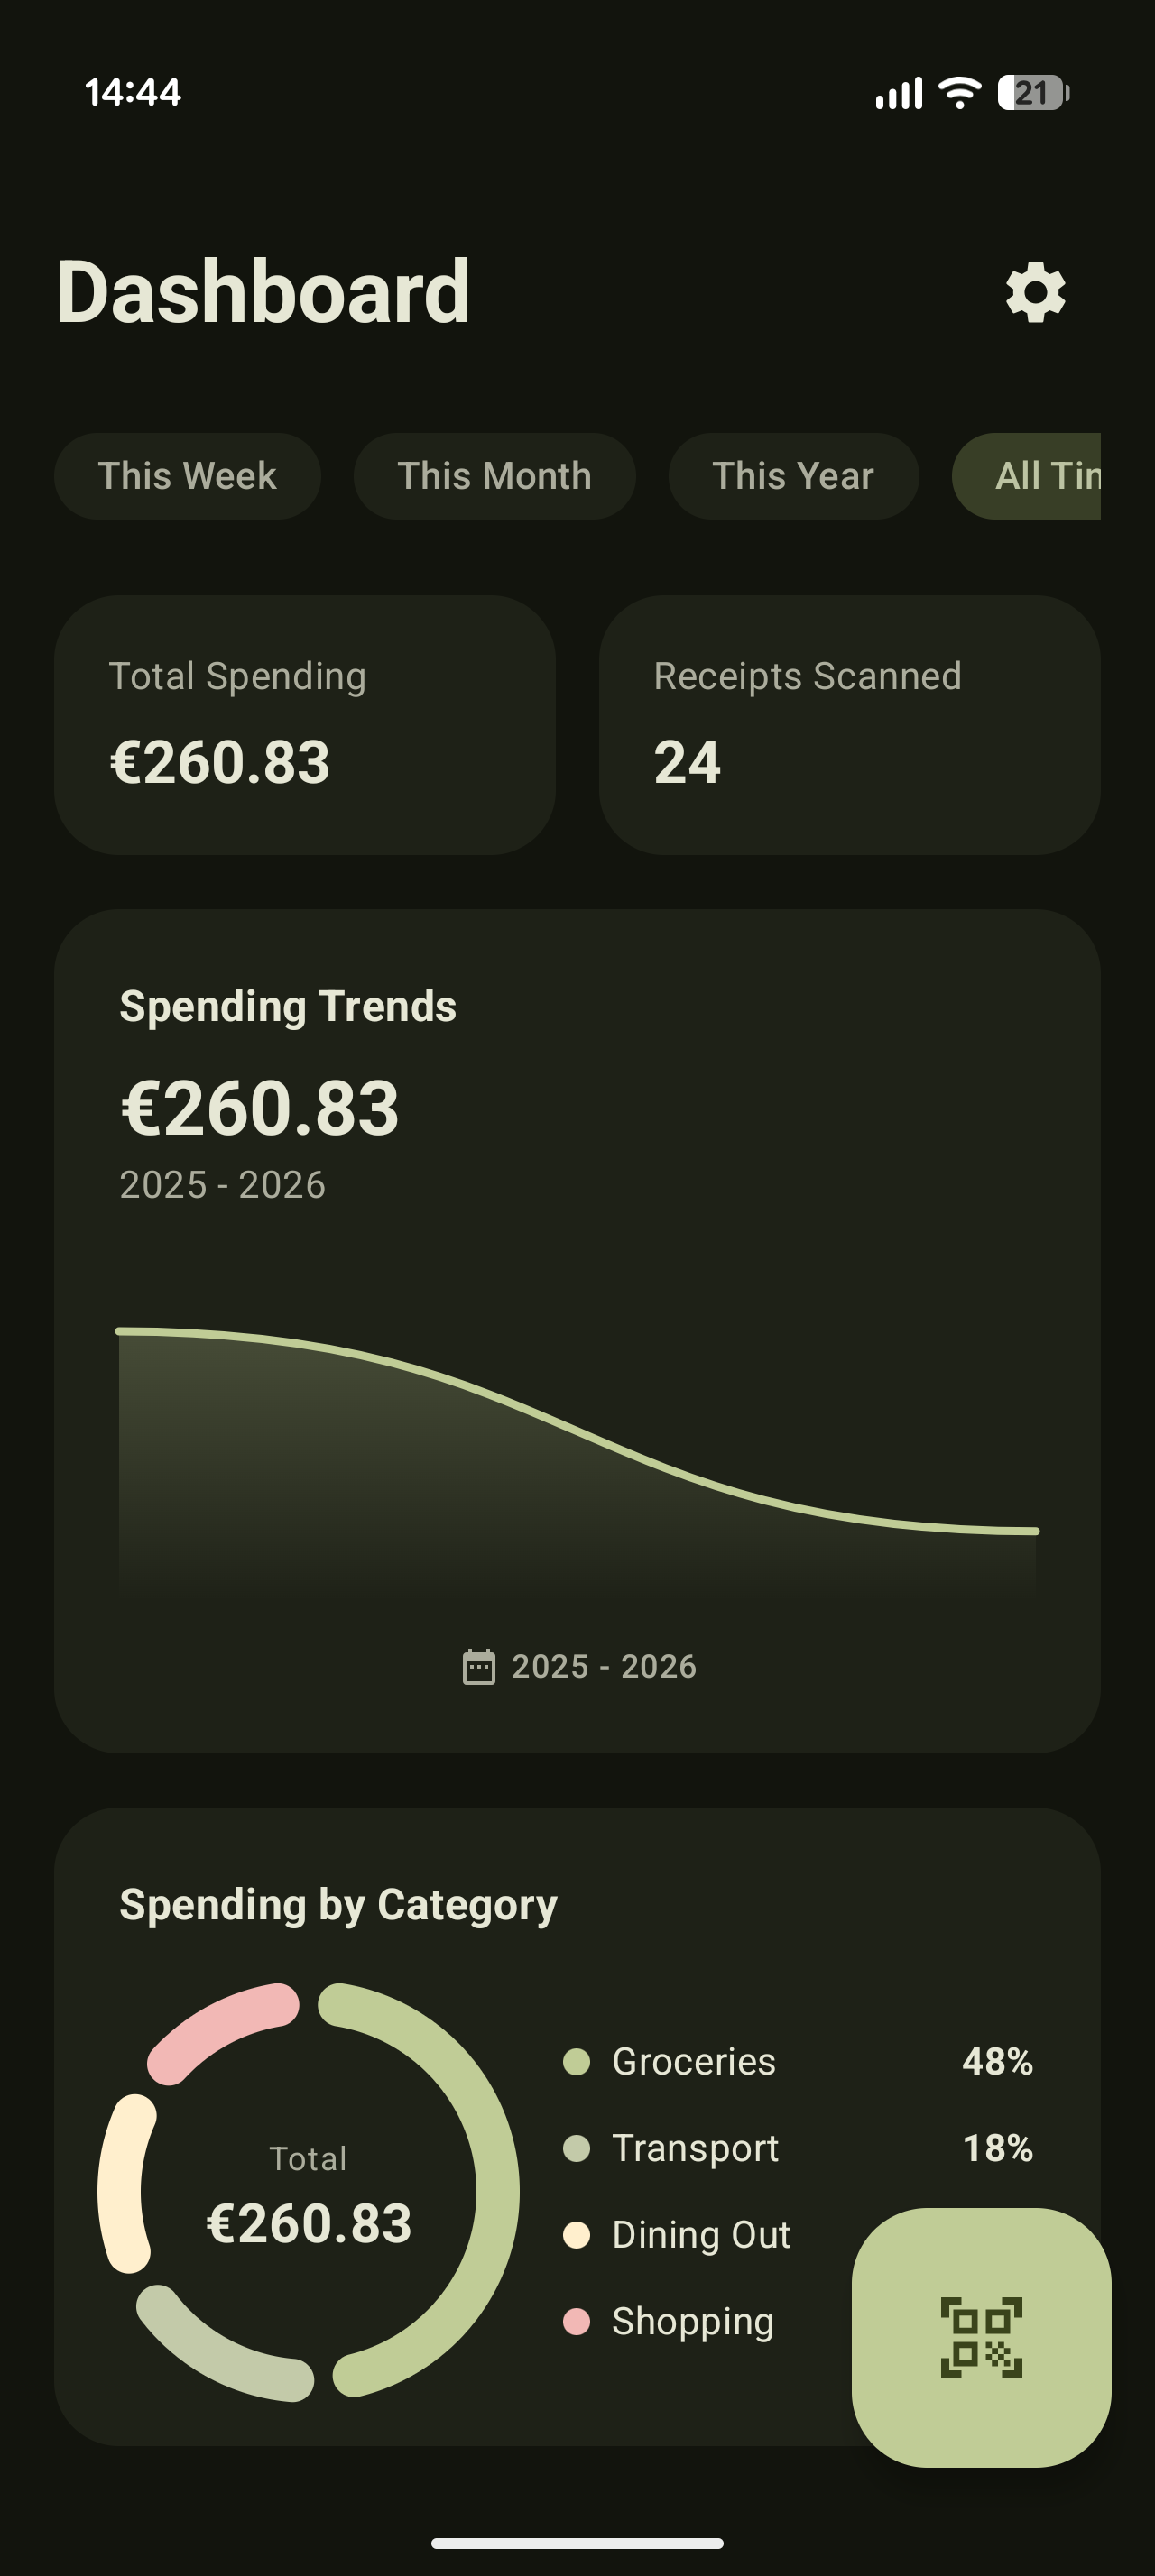 14:44
21
Dashboard
This Week
This Month
This Year
All Tim
Total Spending
€260.83
Receipts Scanned
24
Spending Trends
€260.83
2025 - 2026
2025 - 2026
Spending by Category
Total
€260.83
Groceries 48%
Transport 18%
Dining Out
Shopping